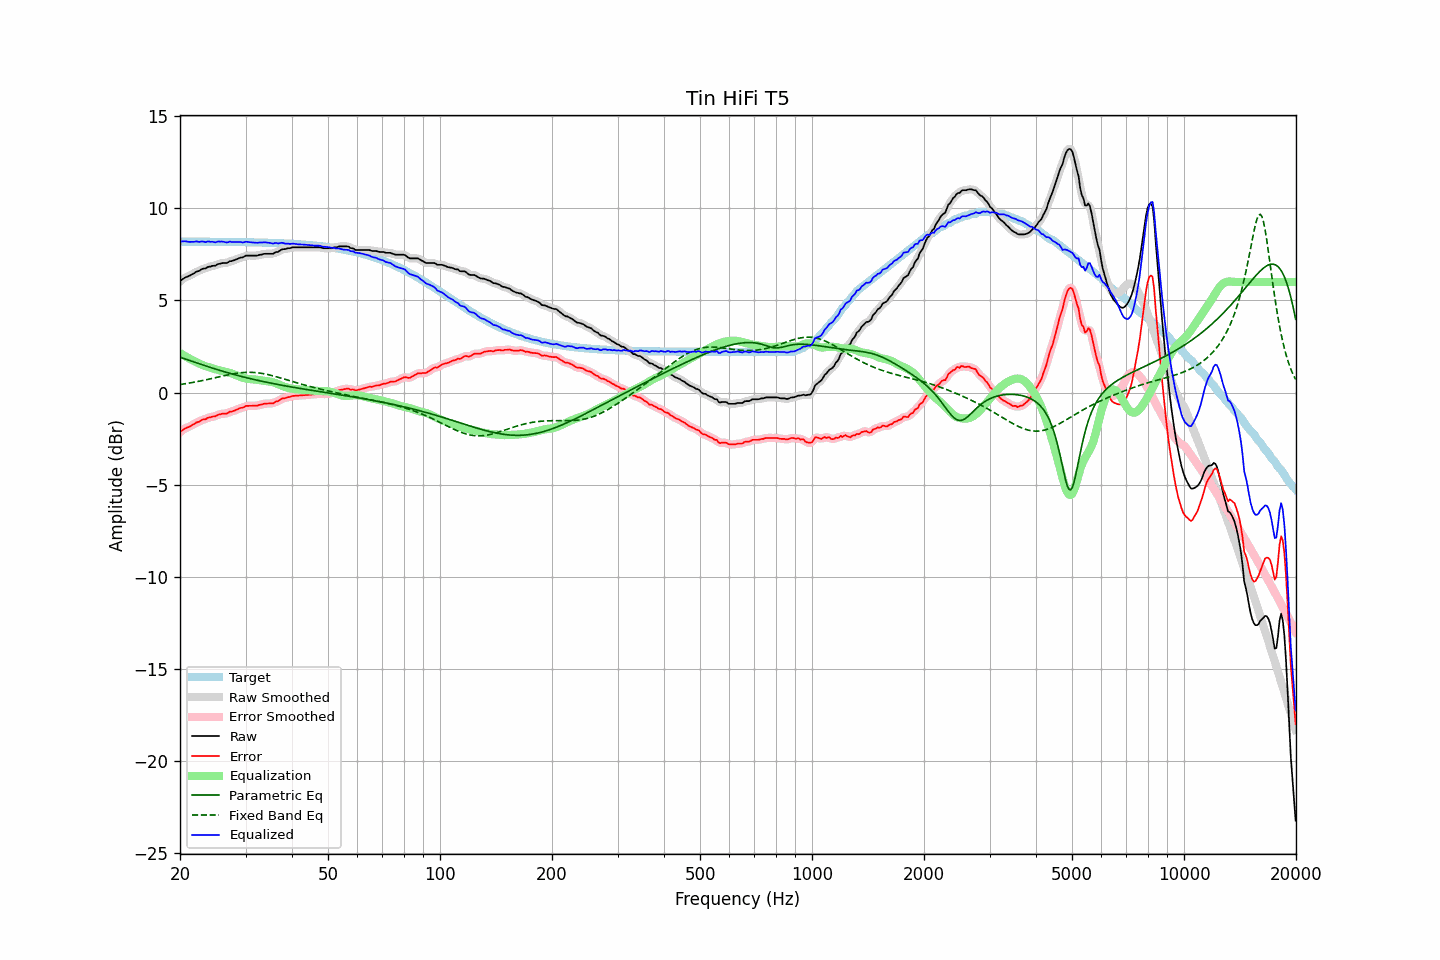 Tin HiFi T5
15
10
5
0
−5
−10
−15
−20
−25
Amplitude (dBr)
Target
Raw Smoothed
Error Smoothed
Raw
Error
Equalization
Parametric Eq
Fixed Band Eq
Equalized
20 50 100 200 500 1000 2000 5000 10000 20000
Frequency (Hz)